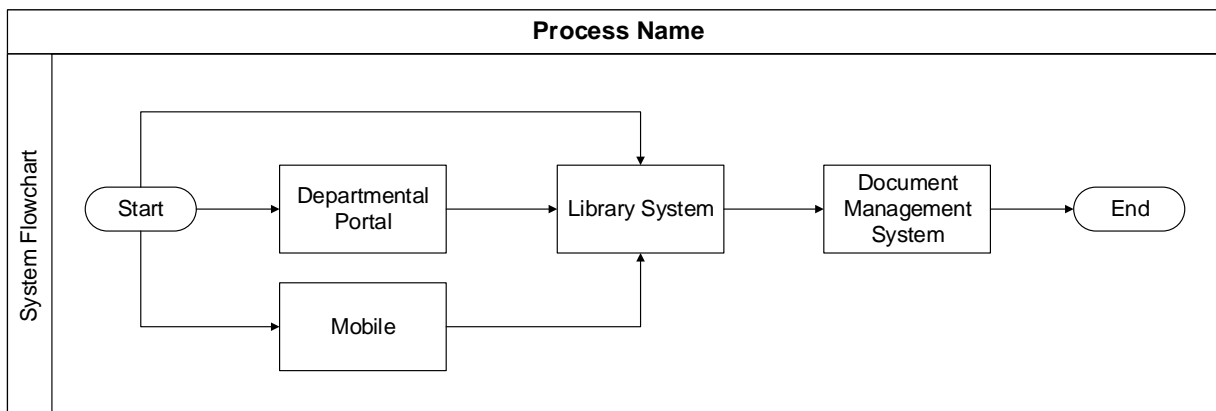 Process Name
System Flowchart
Start
Departmental
Portal
Library System
Document
Management
System
End
Mobile